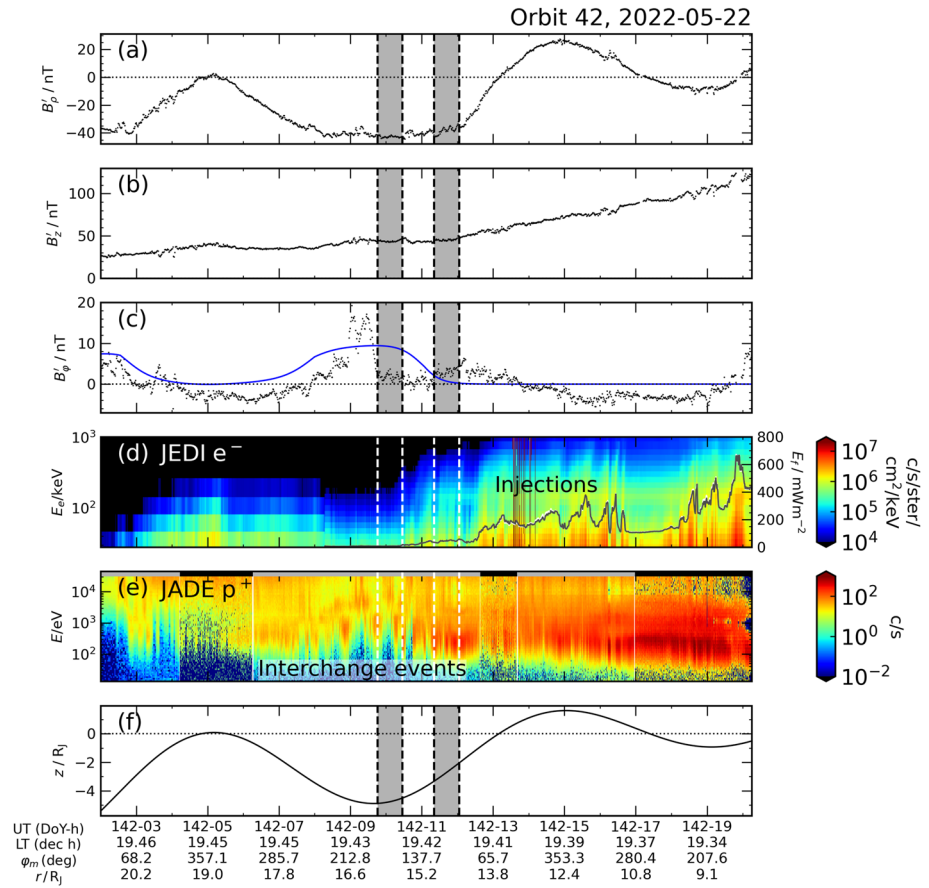 Orbit 42, 2022-05-22
(a)
B′ρ / nT
20
0
−20
−40
(b)
B′z / nT
100
50
0
(c)
B′φ / nT
20
10
0
(d) JEDI e⁻
Injections
Ee/keV
10³
10²
800
600
400
200
0
Ef / mWm⁻²
10⁷
10⁶
10⁵
10⁴
c/s/ster/
cm²/keV
(e) JADE p⁺
Interchange events
E/eV
10⁴
10³
10²
10²
10⁰
10⁻²
c/s
(f)
z / RJ
0
−2
−4
UT (DoY-h) 142-03 142-05 142-07 142-09 142-11 142-13 142-15 142-17 142-19
LT (dec h) 19.46 19.45 19.45 19.43 19.42 19.41 19.39 19.37 19.34
φm (deg) 68.2 357.1 285.7 212.8 137.7 65.7 353.3 280.4 207.6
r / RJ 20.2 19.0 17.8 16.6 15.2 13.8 12.4 10.8 9.1